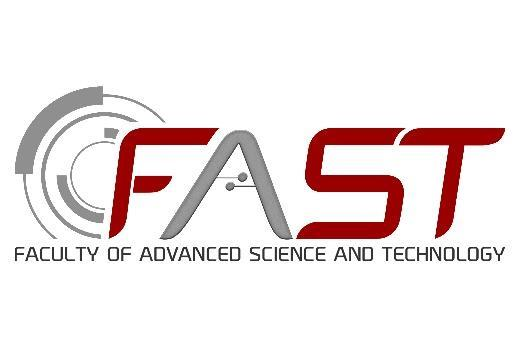 FAST
FACULTY OF ADVANCED SCIENCE AND TECHNOLOGY